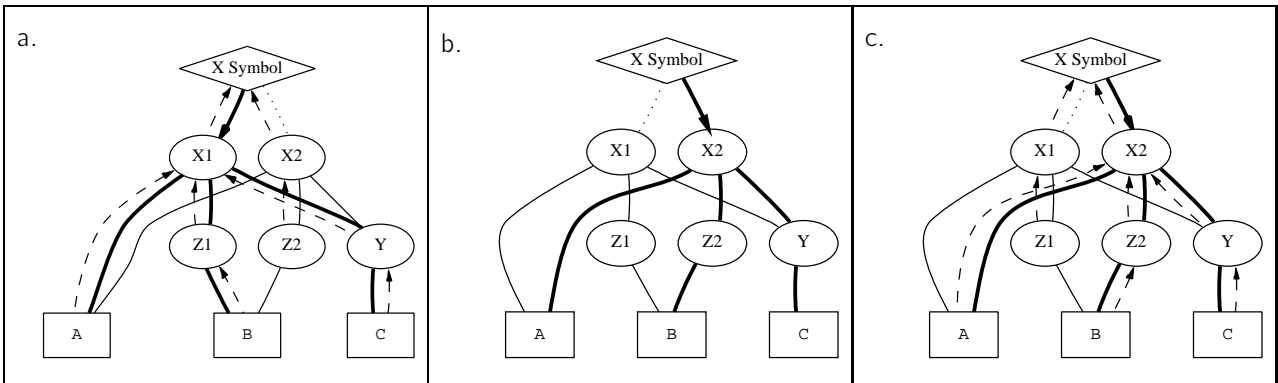 a.
X Symbol
X1 X2
Z1 Z2 Y
A B C
b.
X Symbol
X1 X2
Z1 Z2 Y
A B C
c.
X Symbol
X1 X2
Z1 Z2 Y
A B C